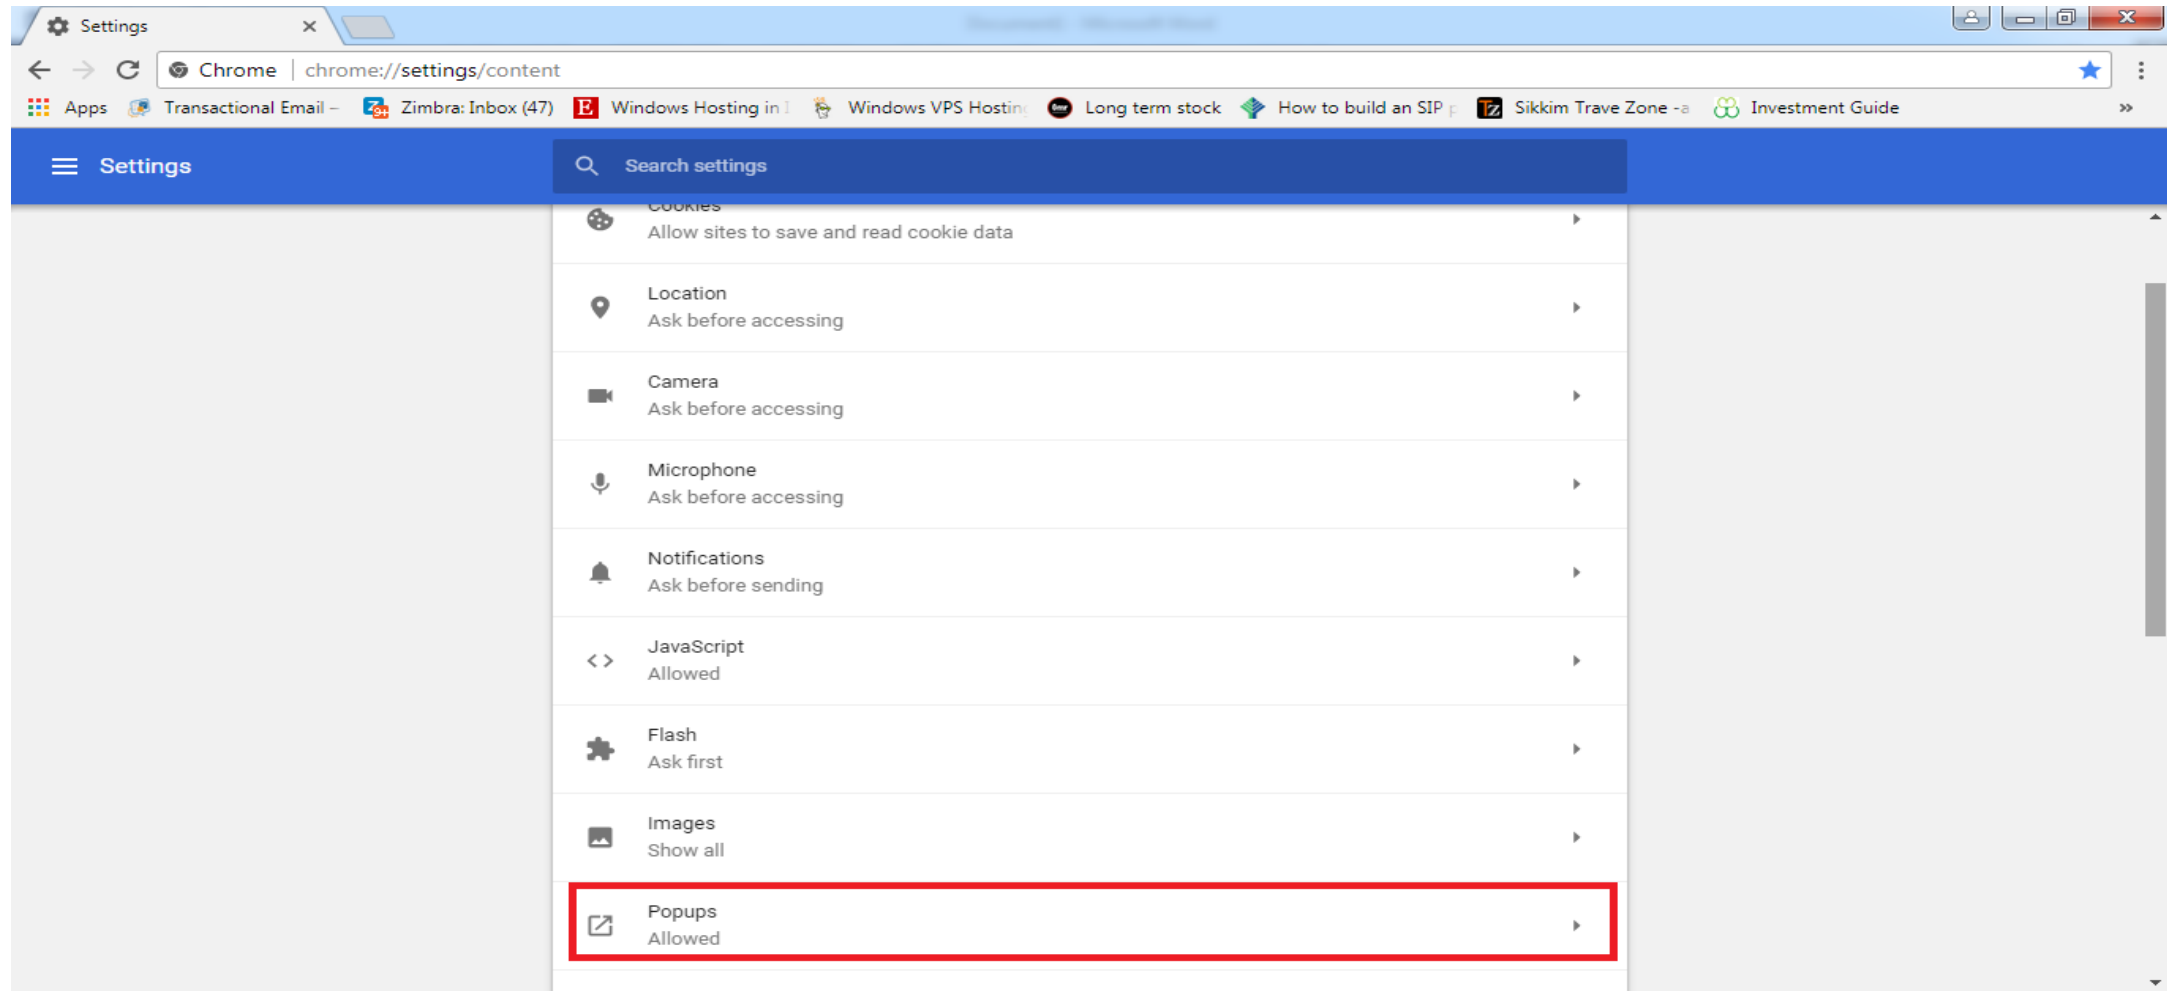 Settings
Chrome | chrome://settings/content
Apps Transactional Email – Zimbra: Inbox (47) Windows Hosting in Windows VPS Hosting Long term stock How to build an SIP Sikkim Trave Zone -a Investment Guide »
Settings
Search settings
Cookies
Allow sites to save and read cookie data
Location
Ask before accessing
Camera
Ask before accessing
Microphone
Ask before accessing
Notifications
Ask before sending
JavaScript
Allowed
Flash
Ask first
Images
Show all
Popups
Allowed